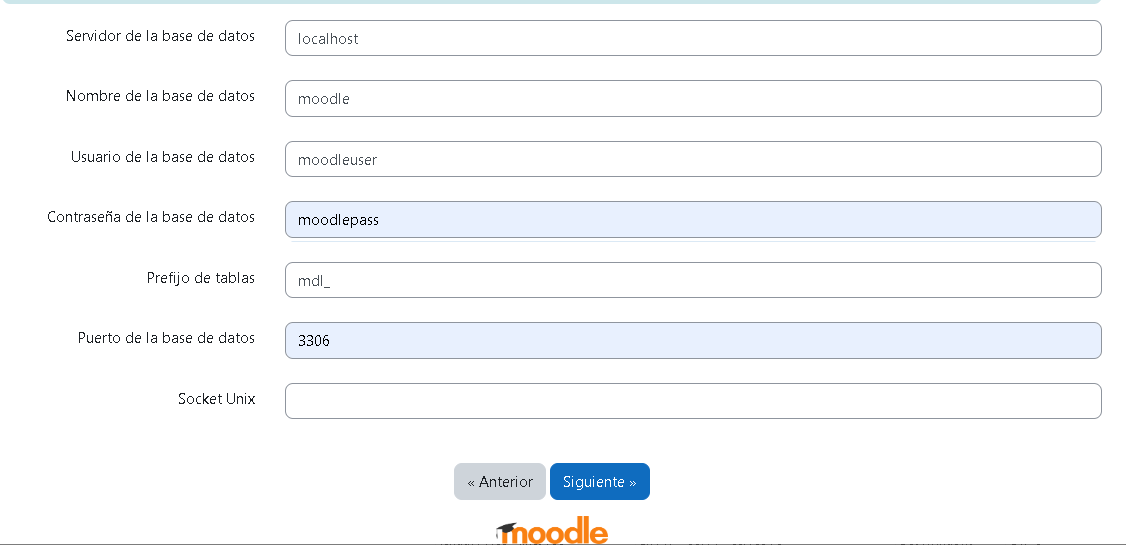 Servidor de la base de datos localhost
Nombre de la base de datos moodle
Usuario de la base de datos moodleuser
Contraseña de la base de datos moodlepass
Prefijo de tablas mdl_
Puerto de la base de datos 3306
Socket Unix
« Anterior Siguiente »
moodle